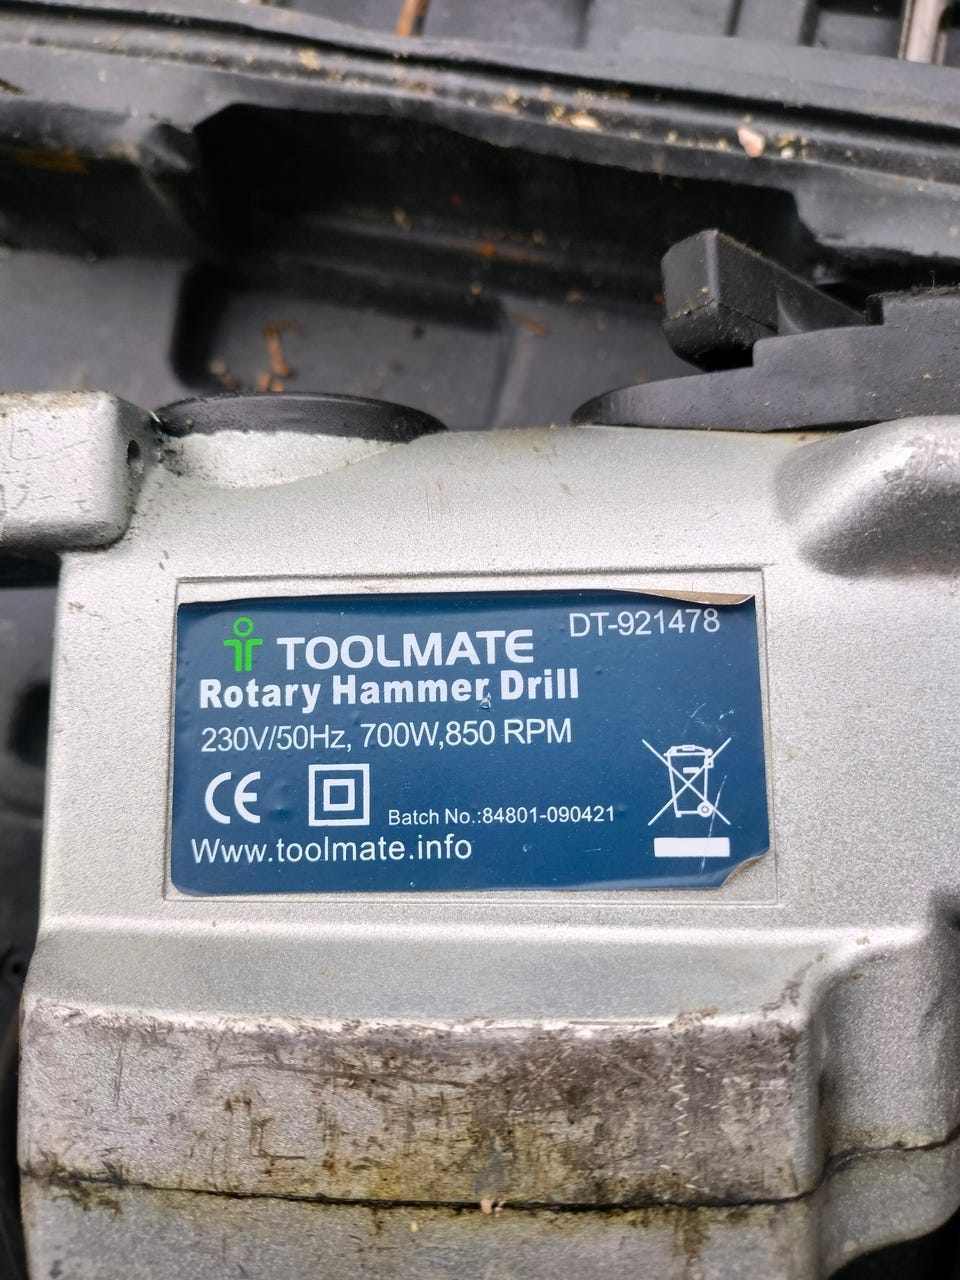 TOOLMATE
DT-921478
Rotary Hammer Drill
230V/50Hz, 700W,850 RPM
CE
Batch No.:84801-090421
Www.toolmate.info